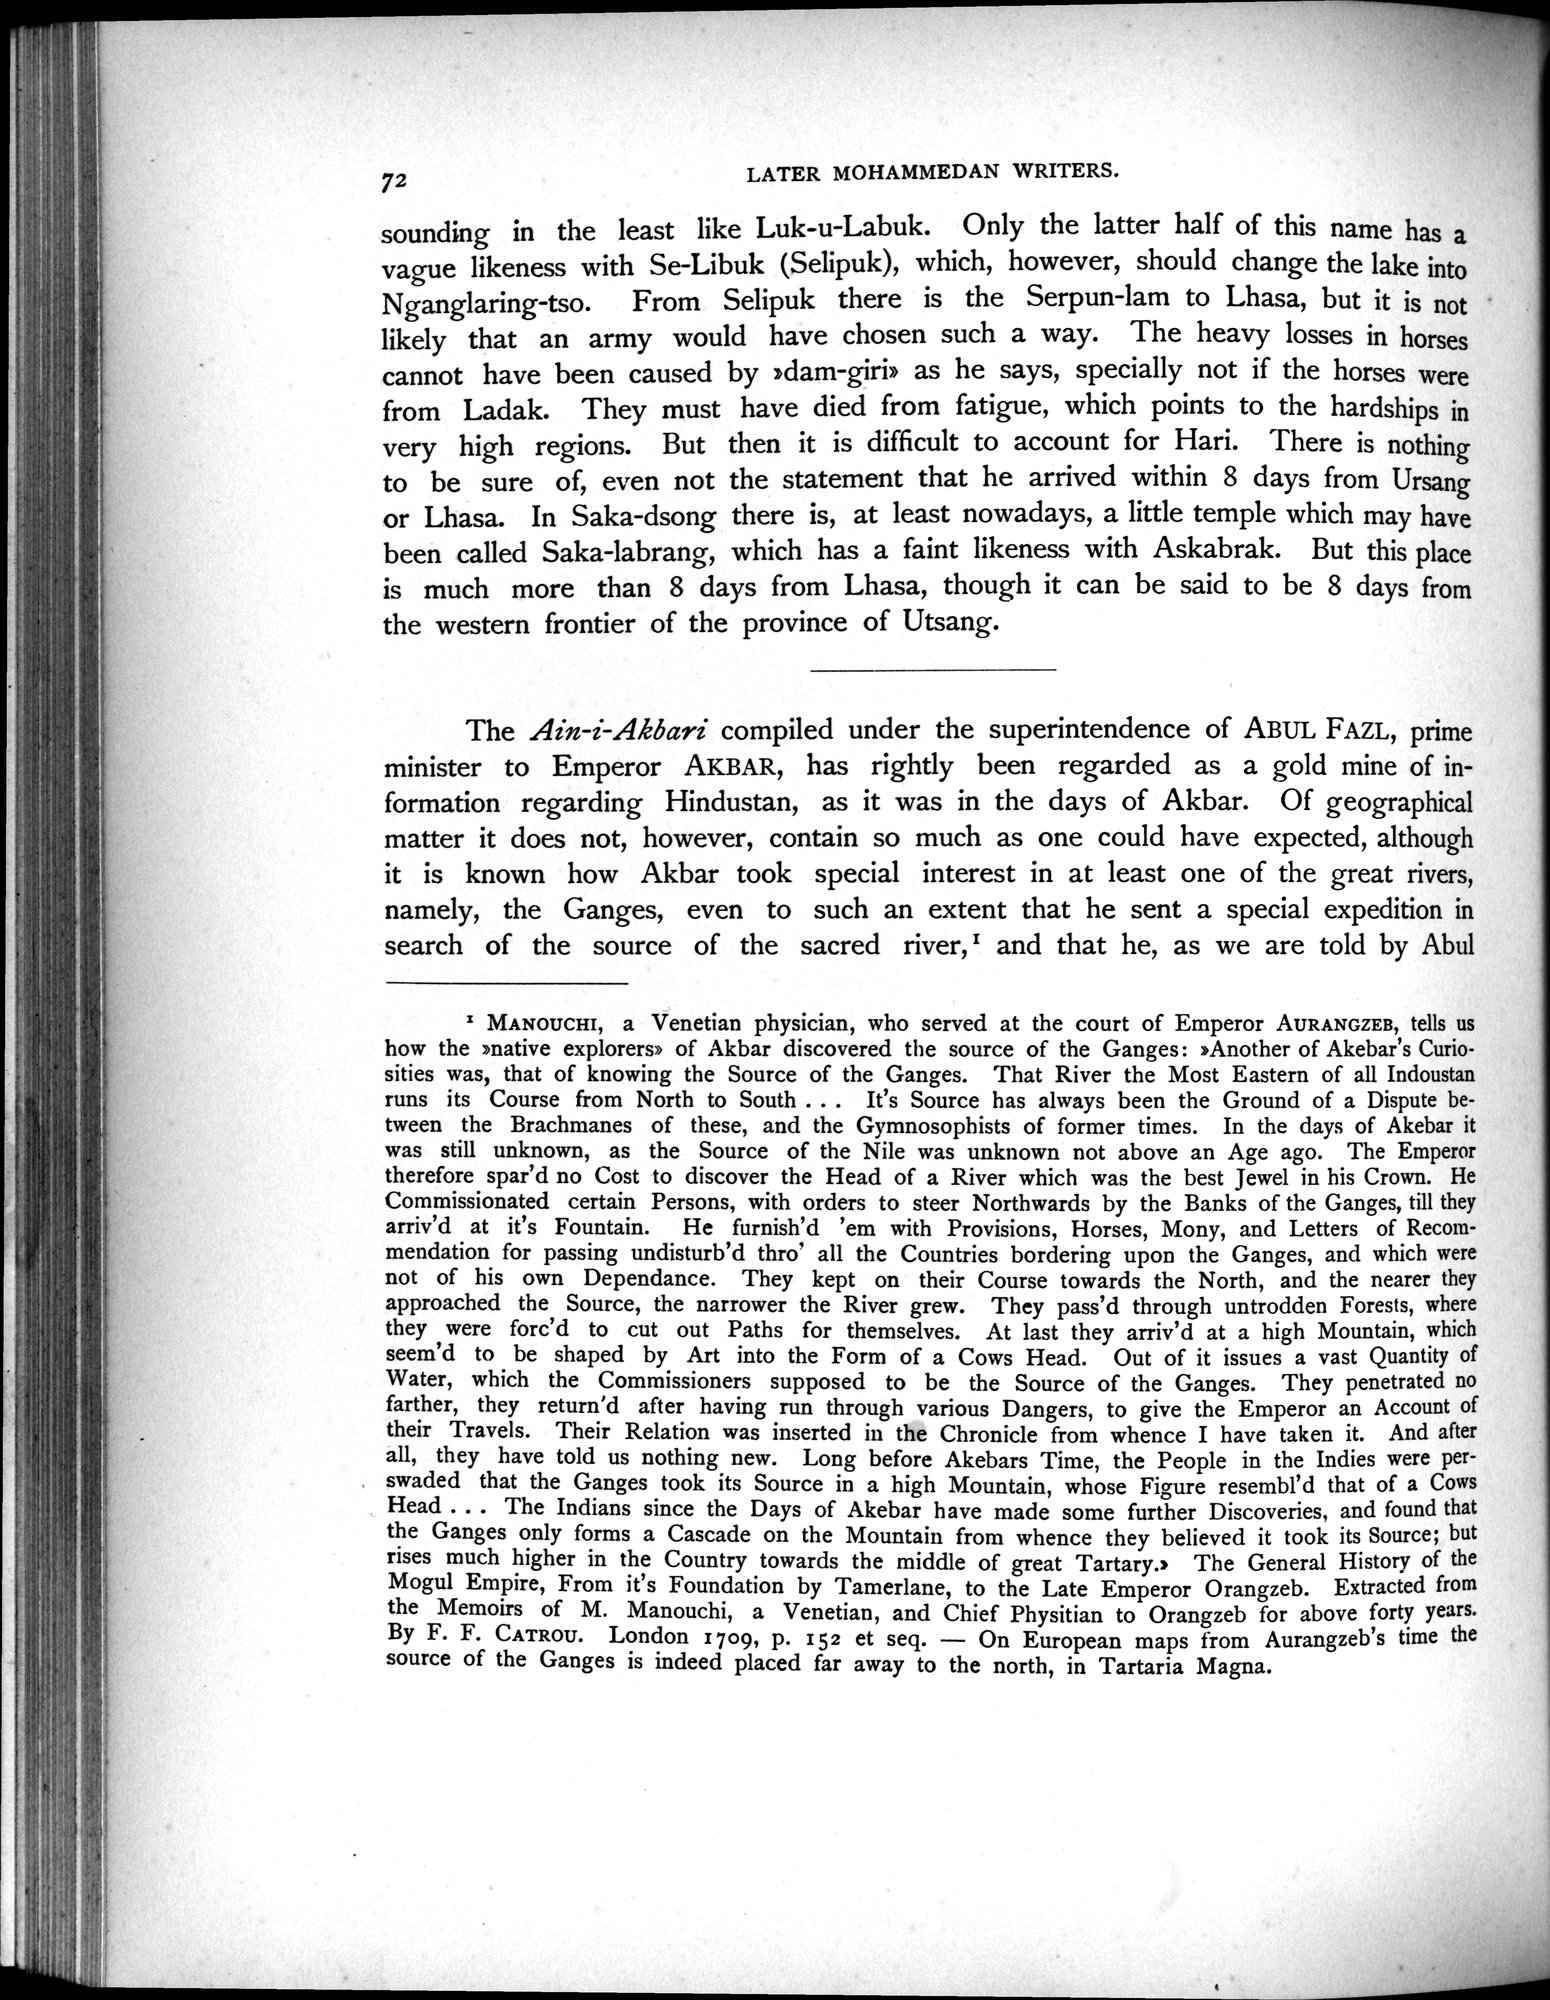 72
LATER MOHAMMEDAN WRITERS.
sounding in the least like Luk-u-Labuk. Only the latter half of this name has a
vague likeness with Se-Libuk (Selipuk), which, however, should change the lake into
Nganglaring-tso. From Selipuk there is the Serpun-lam to Lhasa, but it is not
likely that an army would have chosen such a way. The heavy losses in horses
cannot have been caused by »dam-giri» as he says, specially not if the horses were
from Ladak. They must have died from fatigue, which points to the hardships in
very high regions. But then it is difficult to account for Hari. There is nothing
to be sure of, even not the statement that he arrived within 8 days from Ursang
or Lhasa. In Saka-dsong there is, at least nowadays, a little temple which may have
been called Saka-labrang, which has a faint likeness with Askabrak. But this place
is much more than 8 days from Lhasa, though it can be said to be 8 days from
the western frontier of the province of Utsang.
The Ain-i-Akbari compiled under the superintendence of ABUL FAZL, prime
minister to Emperor AKBAR, has rightly been regarded as a gold mine of in-
formation regarding Hindustan, as it was in the days of Akbar. Of geographical
matter it does not, however, contain so much as one could have expected, although
it is known how Akbar took special interest in at least one of the great rivers,
namely, the Ganges, even to such an extent that he sent a special expedition in
search of the source of the sacred river,¹ and that he, as we are told by Abul
¹ MANOUCHI, a Venetian physician, who served at the court of Emperor AURANGZEB, tells us
how the »native explorers» of Akbar discovered the source of the Ganges: »Another of Akebar's Curio-
sities was, that of knowing the Source of the Ganges. That River the Most Eastern of all Indoustan
runs its Course from North to South . . . It's Source has always been the Ground of a Dispute be-
tween the Brachmanes of these, and the Gymnosophists of former times. In the days of Akebar it
was still unknown, as the Source of the Nile was unknown not above an Age ago. The Emperor
therefore spar'd no Cost to discover the Head of a River which was the best Jewel in his Crown. He
Commissionated certain Persons, with orders to steer Northwards by the Banks of the Ganges, till they
arriv'd at it's Fountain. He furnish'd 'em with Provisions, Horses, Mony, and Letters of Recom-
mendation for passing undisturb'd thro' all the Countries bordering upon the Ganges, and which were
not of his own Dependance. They kept on their Course towards the North, and the nearer they
approached the Source, the narrower the River grew. They pass'd through untrodden Forests, where
they were forc'd to cut out Paths for themselves. At last they arriv'd at a high Mountain, which
seem'd to be shaped by Art into the Form of a Cows Head. Out of it issues a vast Quantity of
Water, which the Commissioners supposed to be the Source of the Ganges. They penetrated no
farther, they return'd after having run through various Dangers, to give the Emperor an Account of
their Travels. Their Relation was inserted in the Chronicle from whence I have taken it. And after
all, they have told us nothing new. Long before Akebars Time, the People in the Indies were per-
swaded that the Ganges took its Source in a high Mountain, whose Figure resembl'd that of a Cows
Head . . . The Indians since the Days of Akebar have made some further Discoveries, and found that
the Ganges only forms a Cascade on the Mountain from whence they believed it took its Source; but
rises much higher in the Country towards the middle of great Tartary.» The General History of the
Mogul Empire, From it's Foundation by Tamerlane, to the Late Emperor Orangzeb. Extracted from
the Memoirs of M. Manouchi, a Venetian, and Chief Physitian to Orangzeb for above forty years.
By F. F. CATROU. London 1709, p. 152 et seq. — On European maps from Aurangzeb's time the
source of the Ganges is indeed placed far away to the north, in Tartaria Magna.